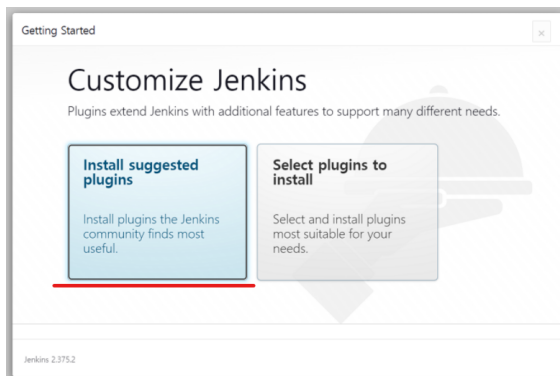 Getting Started
Customize Jenkins
Plugins extend Jenkins with additional features to support many different needs.
Install suggested
plugins
Install plugins the Jenkins
community finds most
useful.
Select plugins to
install
Select and install plugins
most suitable for your
needs.
Jenkins 2.375.2